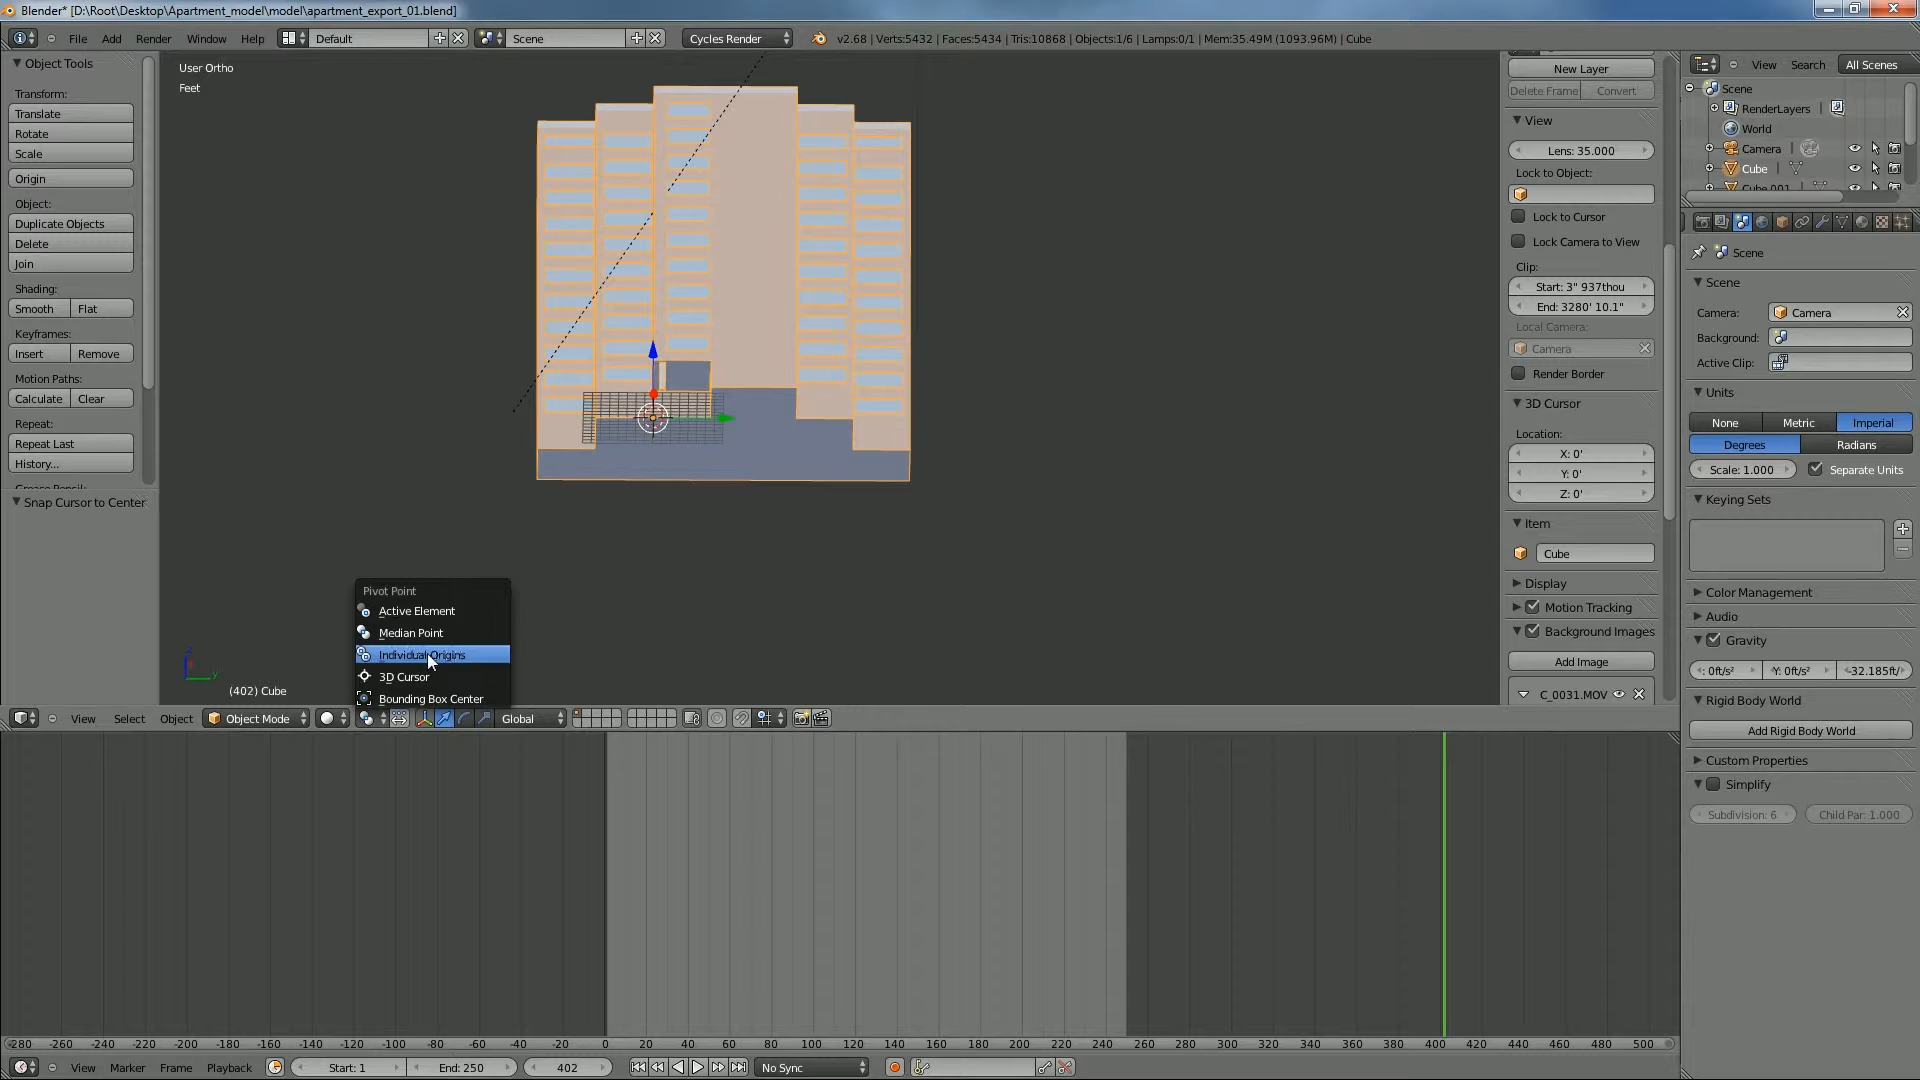 Blender* [D:\Root\Desktop\Apartment_model\model\apartment_export_01.blend]
File Add Render Window Help Default Scene Cycles Render v2.68 | Verts:5432 | Faces:5434 | Tris:10868 | Objects:1/6 | Lamps:0/1 | Mem:35.49M (1093.96M) | Cube
Object Tools
Transform:
Translate
Rotate
Scale
Origin
Object:
Duplicate Objects
Delete
Join
Shading:
Smooth Flat
Keyframes:
Insert Remove
Motion Paths:
Calculate Clear
Repeat:
Repeat Last
History...
Snap Cursor to Center
User Ortho
Feet
Pivot Point
Active Element
Median Point
Individual Origins
3D Cursor
Bounding Box Center
(402) Cube
View Select Object Object Mode Global
New Layer
Delete Frame Convert
View
Lens: 35.000
Lock to Object:
Lock to Cursor
Lock Camera to View
Clip:
Start: 3" 937thou
End: 3280' 10.1"
Local Camera:
Camera
Render Border
3D Cursor
Location:
X: 0'
Y: 0'
Z: 0'
Item
Cube
Display
Motion Tracking
Background Images
Add Image
C_0031.MOV
View Search All Scenes
Scene
RenderLayers
World
Camera
Cube
Cube.001
Scene
Scene
Camera: Camera
Background:
Active Clip:
Units
None Metric Imperial
Degrees Radians
Scale: 1.000 Separate Units
Keying Sets
Color Management
Audio
Gravity
: 0ft/s² Y: 0ft/s² -32.185ft/
Rigid Body World
Add Rigid Body World
Custom Properties
Simplify
Subdivision: 6 Child Par: 1.000
-280 -260 -240 -220 -200 -180 -160 -140 -120 -100 -80 -60 -40 -20 0 20 40 60 80 100 120 140 160 180 200 220 240 260 280 300 320 340 360 380 400 420 440 460 480 500
View Marker Frame Playback Start: 1 End: 250 402 No Sync